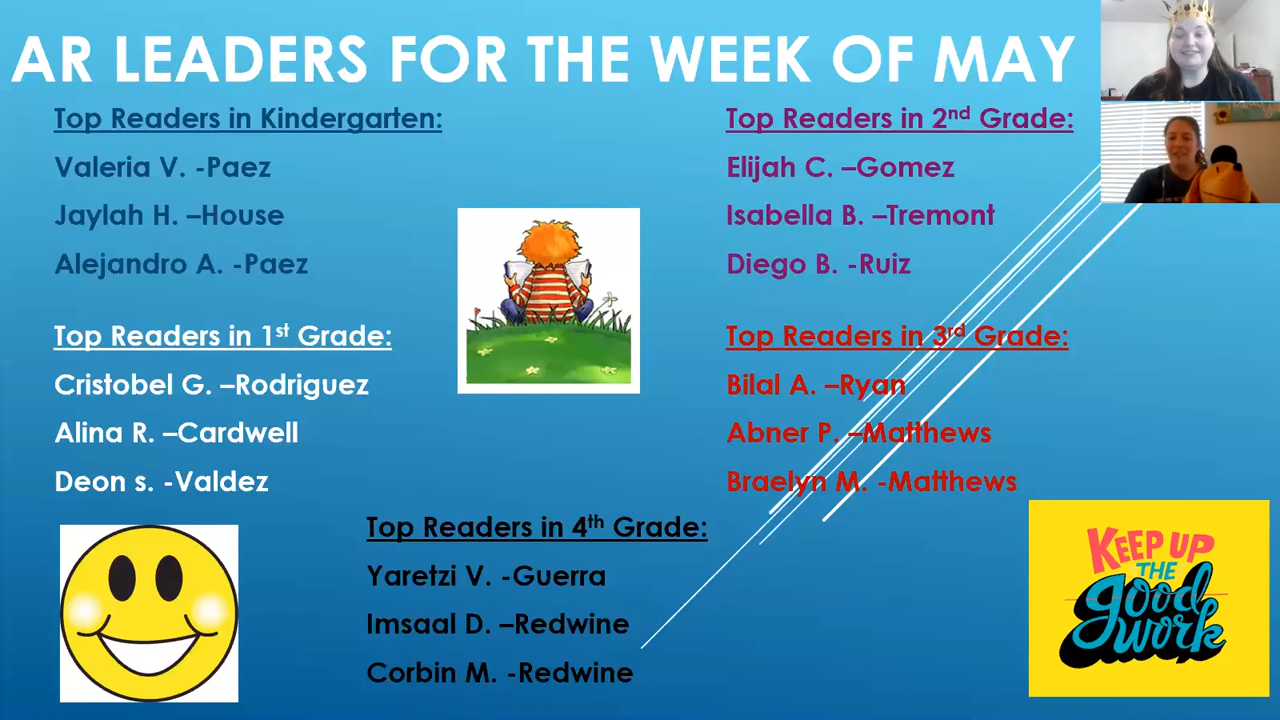 AR LEADERS FOR THE WEEK OF MAY
Top Readers in Kindergarten:
Valeria V. -Paez
Jaylah H. –House
Alejandro A. -Paez
Top Readers in 1st Grade:
Cristobel G. –Rodriguez
Alina R. –Cardwell
Deon s. -Valdez
Top Readers in 2nd Grade:
Elijah C. –Gomez
Isabella B. –Tremont
Diego B. -Ruiz
Top Readers in 3rd Grade:
Bilal A. –Ryan
Abner P. –Matthews
Braelyn M. -Matthews
Top Readers in 4th Grade:
Yaretzi V. -Guerra
Imsaal D. –Redwine
Corbin M. -Redwine
KEEP UP
THE
good
work